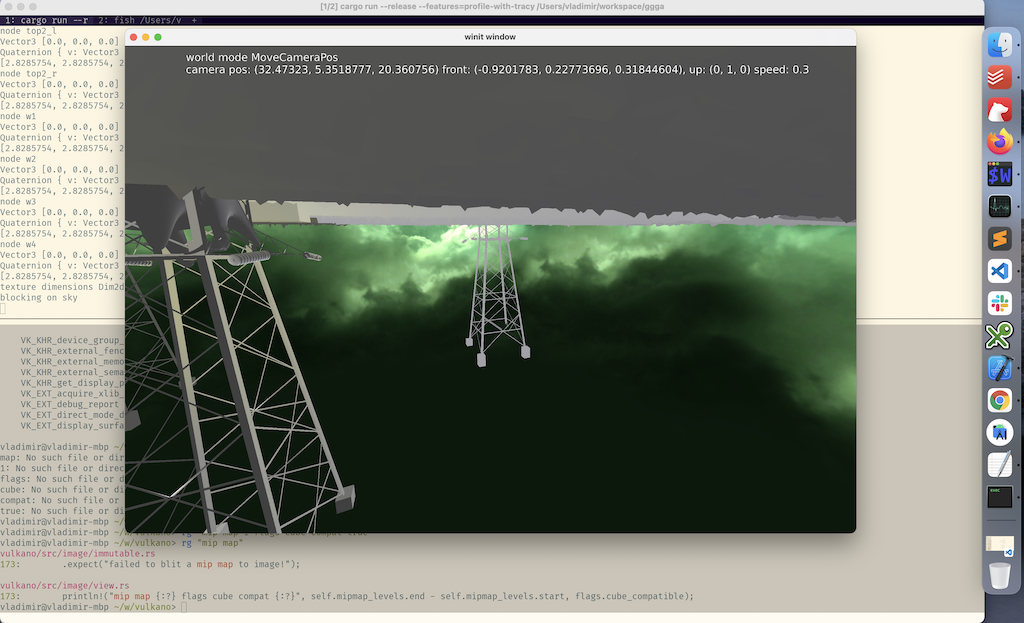 [1/2] cargo run --release --features=profile-with-tracy /Users/vladimir/workspace/ggga
1: cargo run --r 2: fish /Users/v +
node top2_l
Vector3 [0.0, 0.0, 0.0]
Quaternion { v: Vector3
[2.8285754, 2.8285754, 2
node top2_r
Vector3 [0.0, 0.0, 0.0]
Quaternion { v: Vector3
[2.8285754, 2.8285754, 2
node w1
Vector3 [0.0, 0.0, 0.0]
Quaternion { v: Vector3
[2.8285754, 2.8285754, 2
node w2
Vector3 [0.0, 0.0, 0.0]
Quaternion { v: Vector3
[2.8285754, 2.8285754, 2
node w3
Vector3 [0.0, 0.0, 0.0]
Quaternion { v: Vector3
[2.8285754, 2.8285754, 2
node w4
Vector3 [0.0, 0.0, 0.0]
Quaternion { v: Vector3
[2.8285754, 2.8285754, 2
texture dimensions Dim2d
blocking on sky
winit window
world mode MoveCameraPos
camera pos: (32.47323, 5.3518777, 20.360756) front: (-0.9201783, 0.22773696, 0.31844604), up: (0, 1, 0) speed: 0.3
VK_KHR_device_group_
VK_KHR_external_fenc
VK_KHR_external_memo
VK_KHR_external_sema
VK_KHR_get_display_p
VK_EXT_acquire_xlib_
VK_EXT_debug_report
VK_EXT_direct_mode_d
VK_EXT_display_surfa
vladimir@vladimir-mbp ~/
map: No such file or dir
1: No such file or direc
flags: No such file or d
cube: No such file or di
compat: No such file or
true: No such file or di
vladimir@vladimir-mbp ~/
vladimir@vladimir-mbp ~/w/vulkano>
vladimir@vladimir-mbp ~/w/vulkano> rg "mip map"
vulkano/src/image/immutable.rs
173: .expect("failed to blit a mip map to image!");
vulkano/src/image/view.rs
173: println!("mip map {:?} flags cube compat {:?}", self.mipmap_levels.end - self.mipmap_levels.start, flags.cube_compatible);
vladimir@vladimir-mbp ~/w/vulkano>
$W